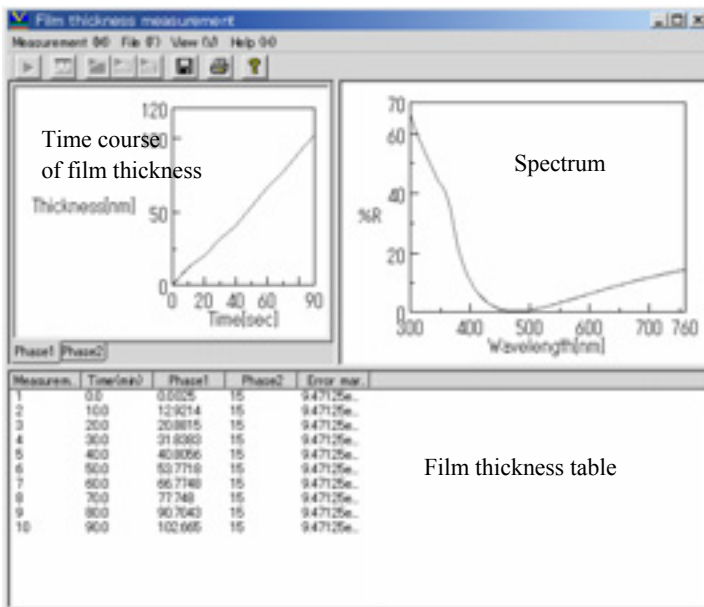 Film thickness measurement
Measurement (M) File (F) View (V) Help (H)
Time course
of film thickness
120
100
Thickness[nm]
50
0
0 20 40 60 90
Time[sec]
Phase1 Phase2
Spectrum
70
60
40
%R
20
0
300 400 500 600 700 760
Wavelength[nm]
Measurem.. Time(min) Phase1 Phase2 Error mar..
1 0.0 0.0025 15 9.47125e..
2 10.0 12.9214 15 9.47125e..
3 20.0 20.8815 15 9.47125e..
4 30.0 31.8383 15 9.47125e..
5 40.0 40.8056 15 9.47125e..
6 50.0 53.7718 15 9.47125e..
7 60.0 66.7748 15 9.47125e..
8 70.0 77.748 15 9.47125e..
9 80.0 90.7043 15 9.47125e..
10 90.0 102.665 15 9.47125e..
Film thickness table